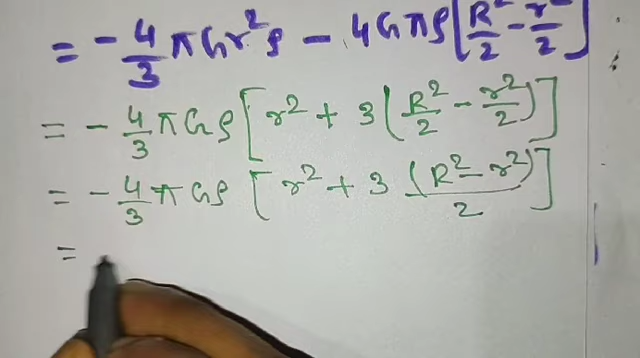 = - 4/3 πGr²ρ - 4Gπρ[R²/2 - r²/2]
= - 4/3 πGρ[r² + 3(R²/2 - r²/2)]
= - 4/3 πGρ[r² + 3 (R² - r²)/2]
=